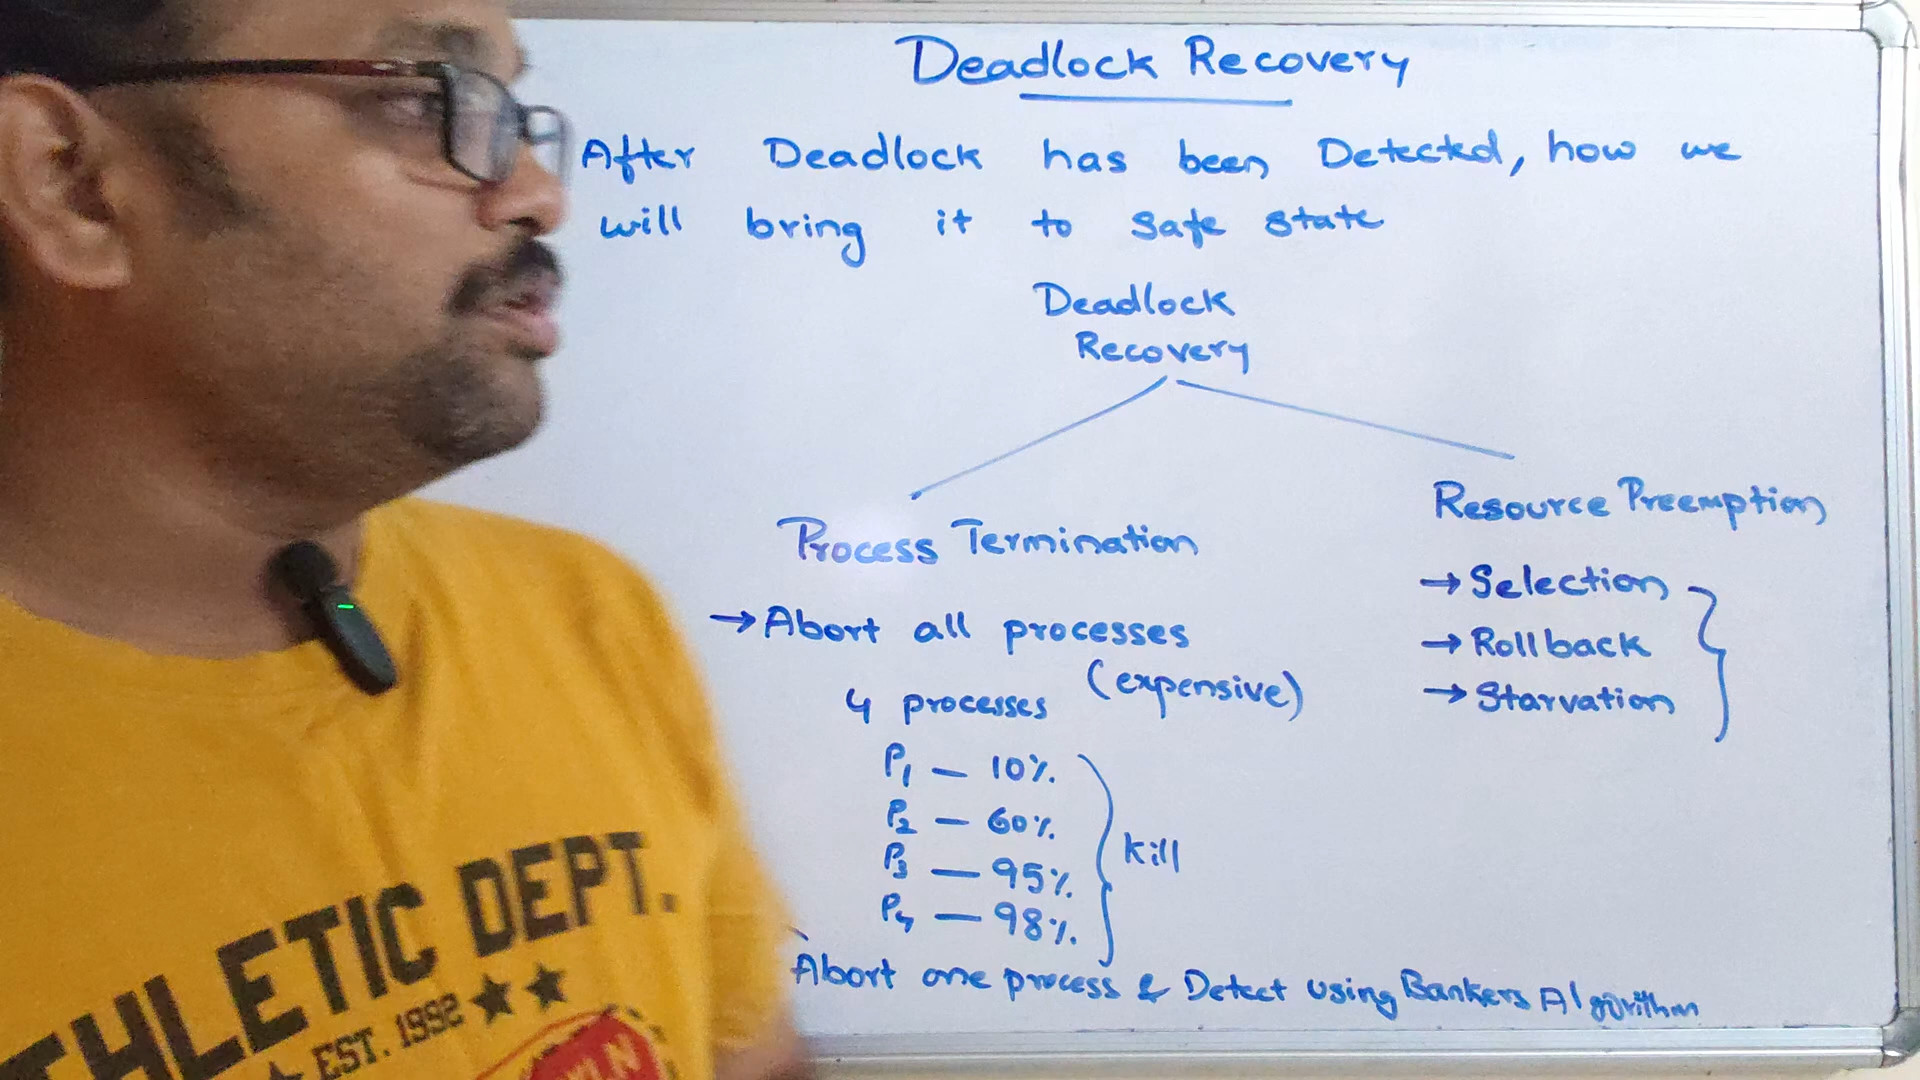 Deadlock Recovery
After Deadlock has been Detected, how we
will bring it to safe state
Deadlock
Recovery
Process Termination
→ Abort all processes
(expensive)
4 processes
P1 — 10%
P2 — 60%
P3 — 95%
P4 — 98%
kill
Abort one process & Detect using Bankers Algorithm
Resource Preemption
→ Selection
→ Rollback
→ Starvation
THLETIC DEPT.
EST. 1992